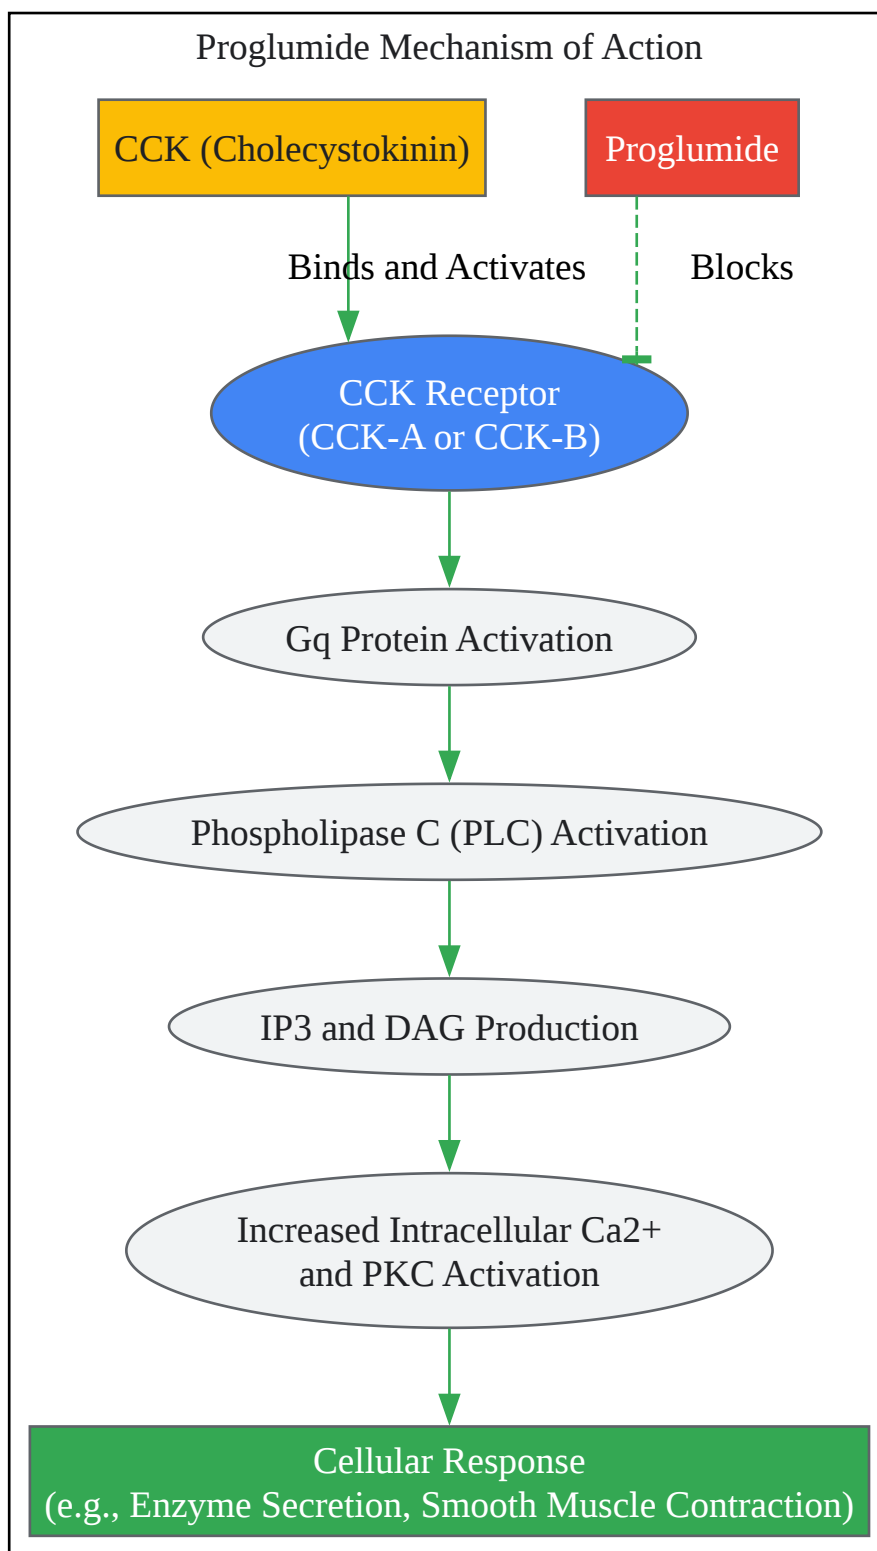 Proglumide Mechanism of Action
CCK (Cholecystokinin)
Proglumide
Binds and Activates
Blocks
CCK Receptor
(CCK-A or CCK-B)
Gq Protein Activation
Phospholipase C (PLC) Activation
IP3 and DAG Production
Increased Intracellular Ca2+
and PKC Activation
Cellular Response
(e.g., Enzyme Secretion, Smooth Muscle Contraction)